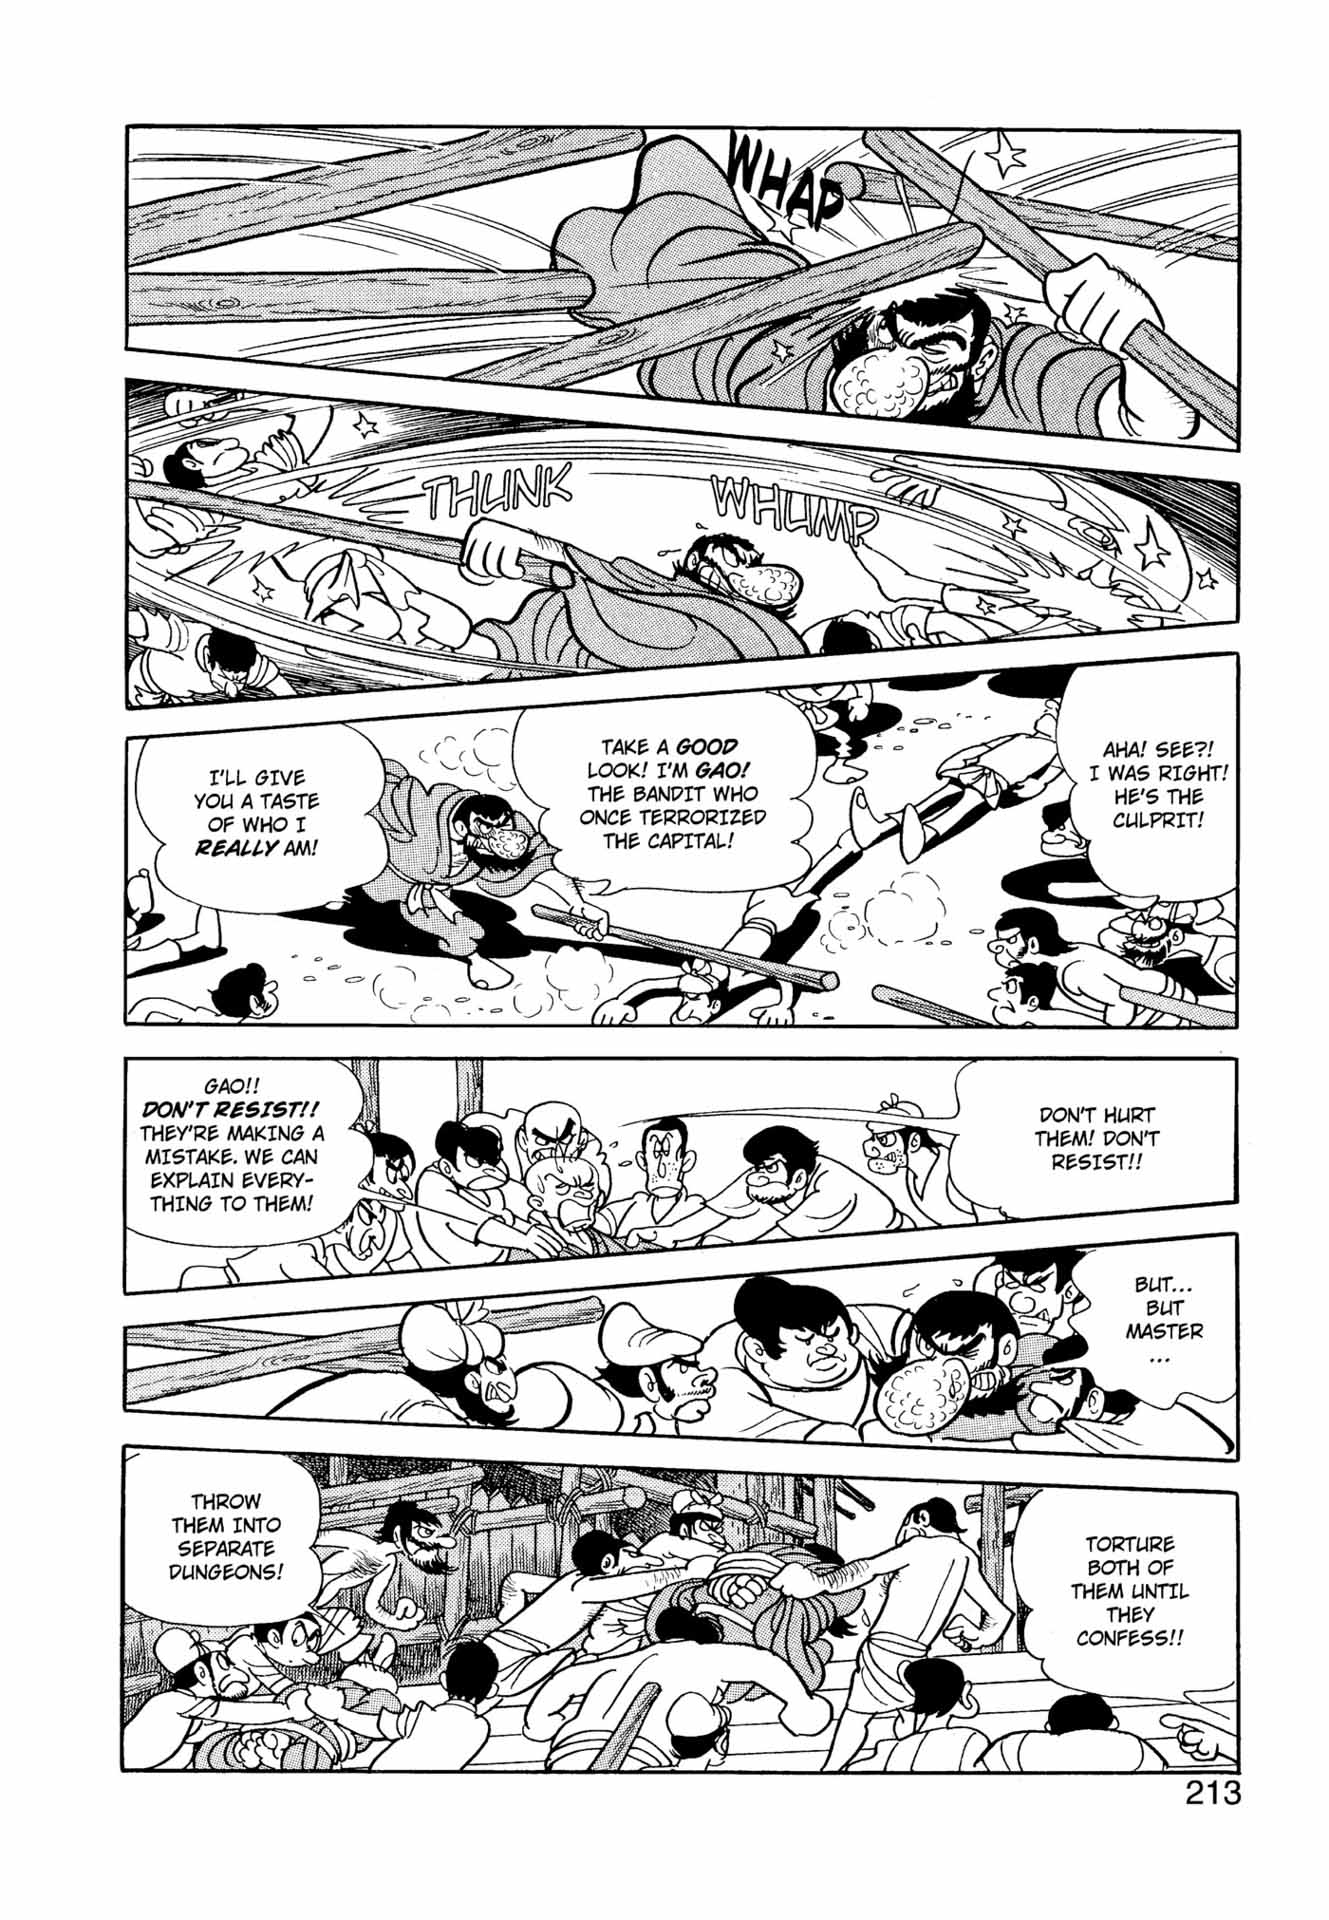 WHAP
THUNK
WHUMP
I'LL GIVE
YOU A TASTE
OF WHO I
REALLY AM!
TAKE A GOOD
LOOK! I'M GAO!
THE BANDIT WHO
ONCE TERRORIZED
THE CAPITAL!
AHA! SEE?!
I WAS RIGHT!
HE'S THE
CULPRIT!
GAO!!
DON'T RESIST!!
THEY'RE MAKING A
MISTAKE. WE CAN
EXPLAIN EVERY-
THING TO THEM!
DON'T HURT
THEM! DON'T
RESIST!!
BUT...
BUT
MASTER
...
THROW
THEM INTO
SEPARATE
DUNGEONS!
TORTURE
BOTH OF
THEM UNTIL
THEY
CONFESS!!
213